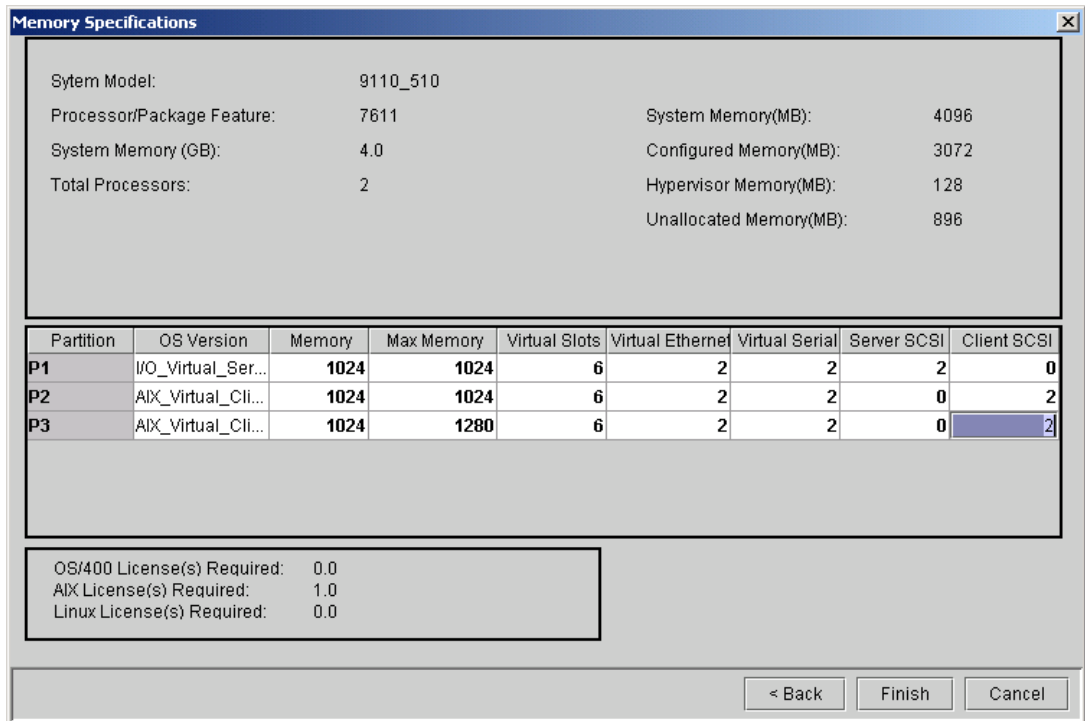 Memory Specifications
Sytem Model: 9110_510
Processor/Package Feature: 7611 System Memory(MB): 4096
System Memory (GB): 4.0 Configured Memory(MB): 3072
Total Processors: 2 Hypervisor Memory(MB): 128
Unallocated Memory(MB): 896
Partition OS Version Memory Max Memory Virtual Slots Virtual Ethernet Virtual Serial Server SCSI Client SCSI
P1 I/O_Virtual_Ser... 1024 1024 6 2 2 2 0
P2 AIX_Virtual_Cli... 1024 1024 6 2 2 0 2
P3 AIX_Virtual_Cli... 1024 1280 6 2 2 0 2
OS/400 License(s) Required: 0.0
AIX License(s) Required: 1.0
Linux License(s) Required: 0.0
< Back Finish Cancel